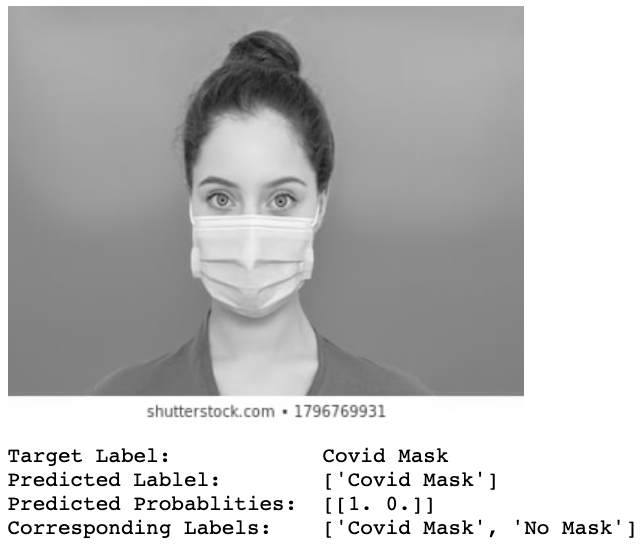 shutterstock.com • 1796769931
Target Label: Covid Mask
Predicted Lablel: ['Covid Mask']
Predicted Probablities: [[1. 0.]]
Corresponding Labels: ['Covid Mask', 'No Mask']